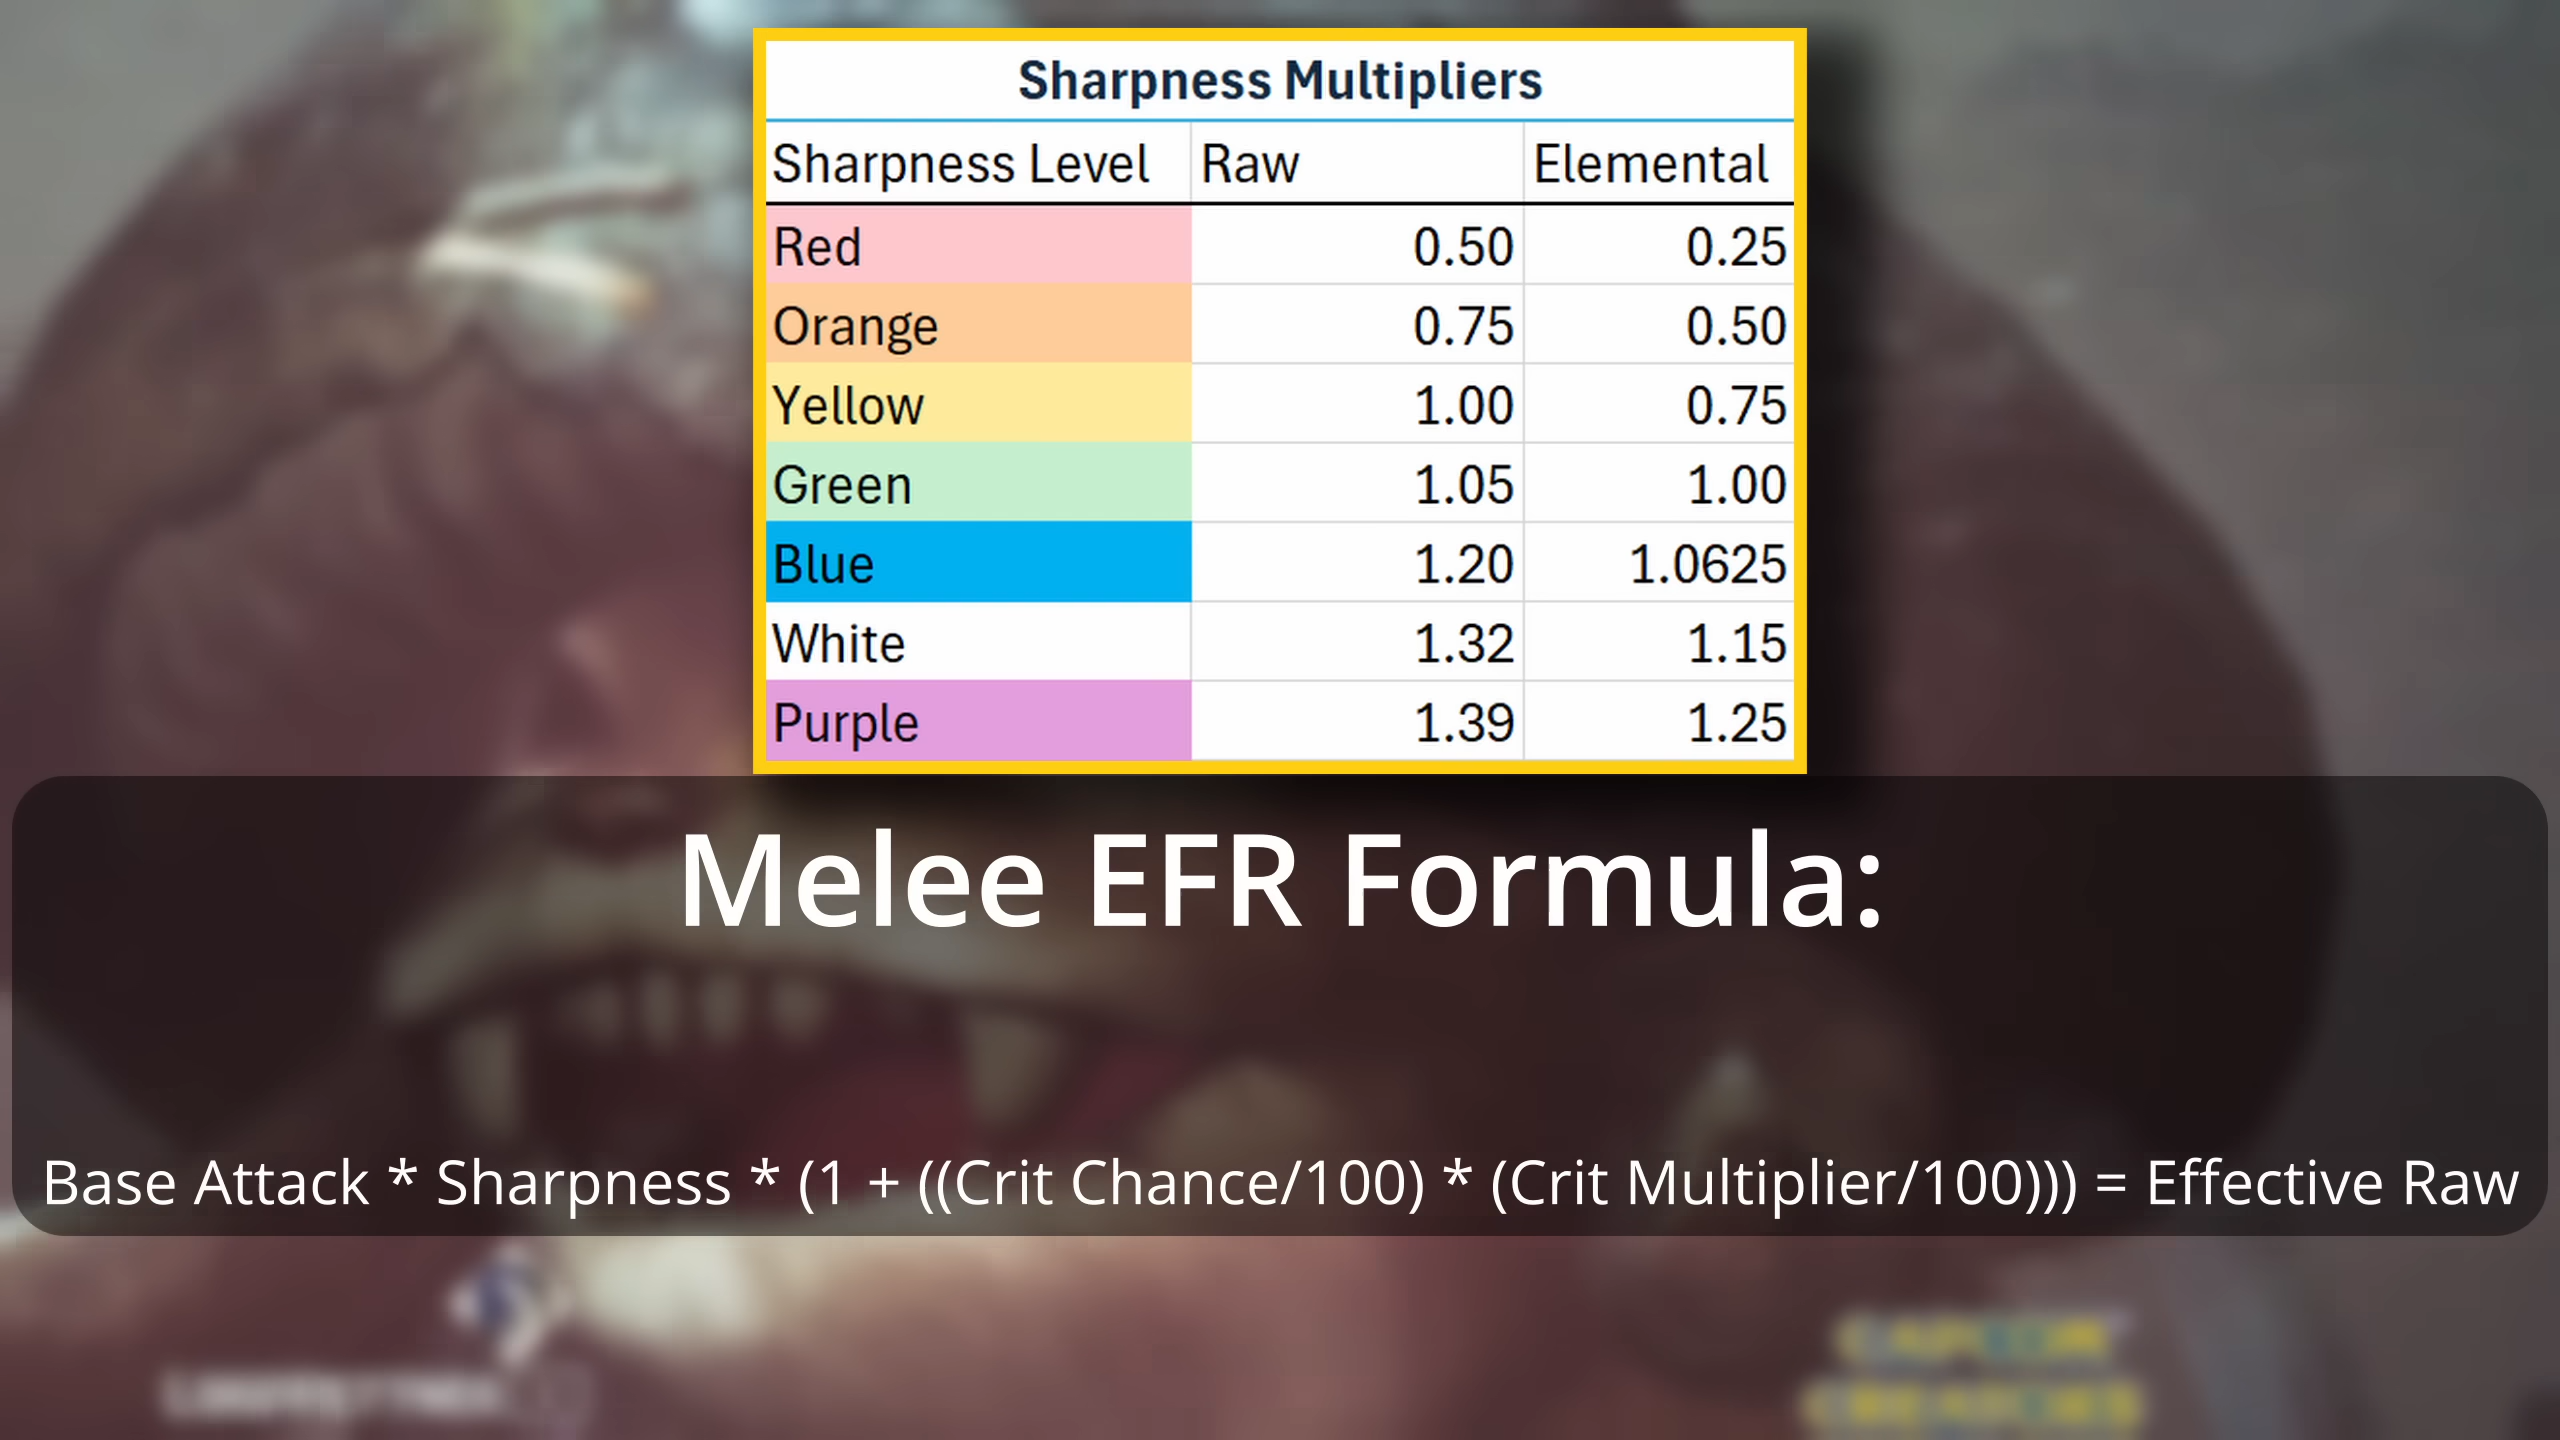 Sharpness Multipliers
Sharpness Level Raw Elemental
Red 0.50 0.25
Orange 0.75 0.50
Yellow 1.00 0.75
Green 1.05 1.00
Blue 1.20 1.0625
White 1.32 1.15
Purple 1.39 1.25
Melee EFR Formula:
Base Attack * Sharpness * (1 + ((Crit Chance/100) * (Crit Multiplier/100))) = Effective Raw